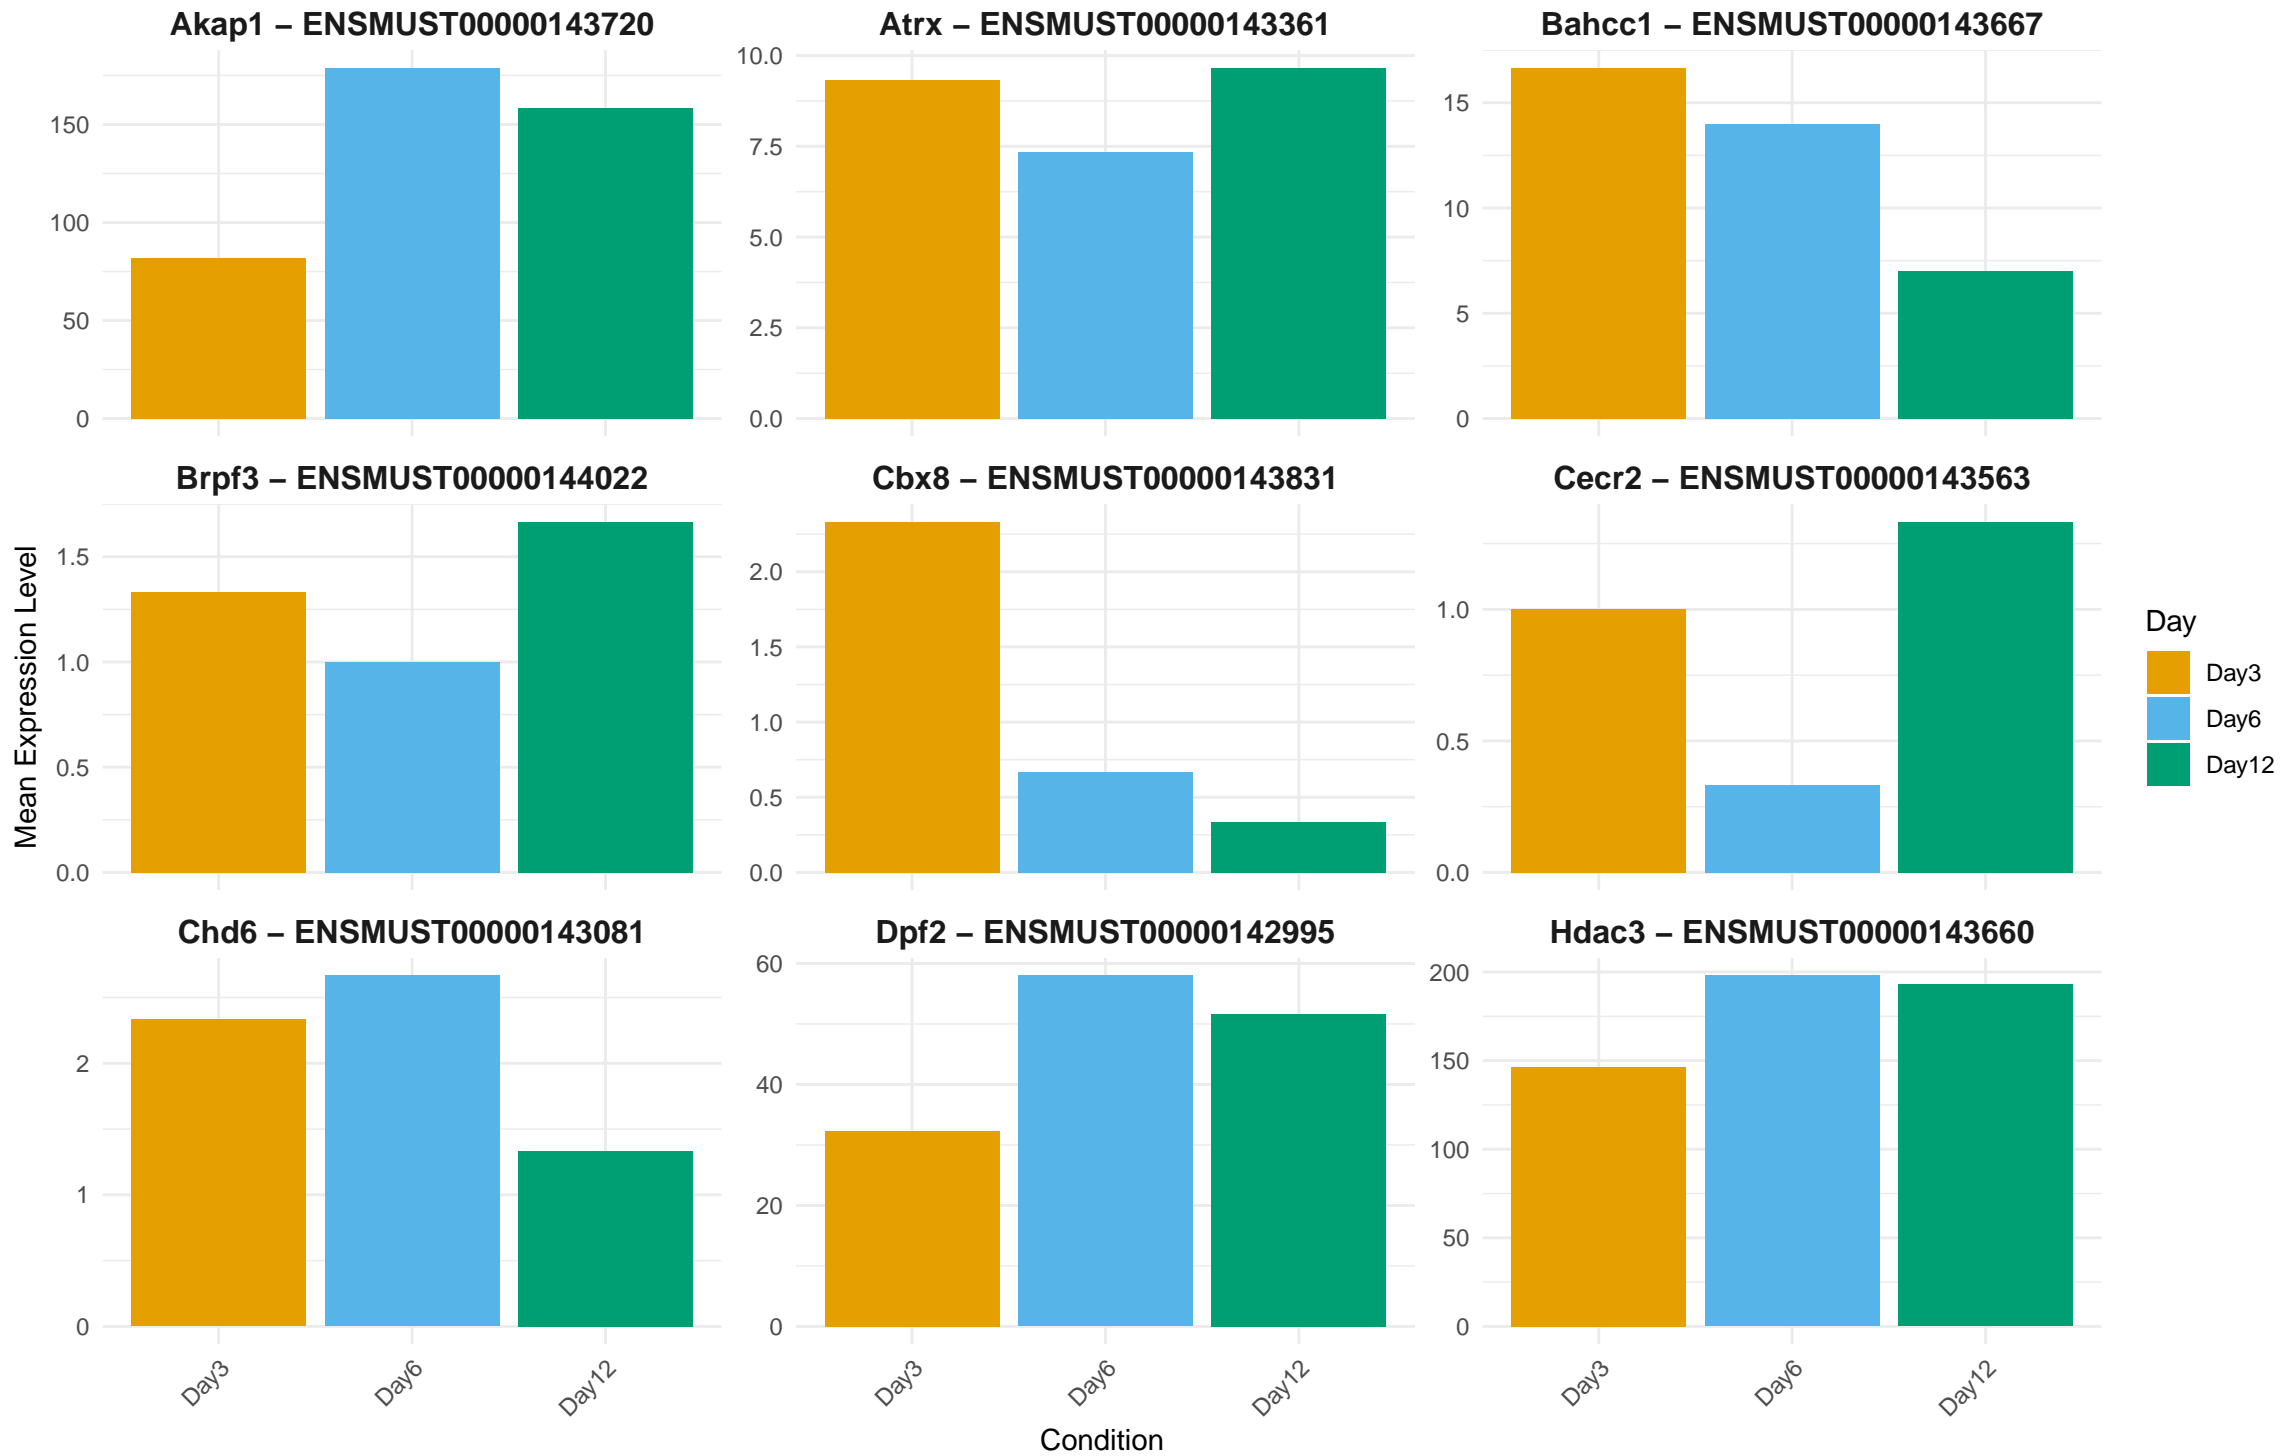 Akap1 – ENSMUST00000143720
Atrx – ENSMUST00000143361
Bahcc1 – ENSMUST00000143667
150
100
50
0
10.0
7.5
5.0
2.5
0.0
15
10
5
0
Brpf3 – ENSMUST00000144022
Cbx8 – ENSMUST00000143831
Cecr2 – ENSMUST00000143563
1.5
1.0
0.5
0.0
2.0
1.5
1.0
0.5
0.0
1.0
0.5
0.0
Chd6 – ENSMUST00000143081
Dpf2 – ENSMUST00000142995
Hdac3 – ENSMUST00000143660
2
1
0
60
40
20
0
200
150
100
50
0
Day3
Day6
Day12
Day3
Day6
Day12
Day3
Day6
Day12
Condition
Mean Expression Level
Day
Day3
Day6
Day12